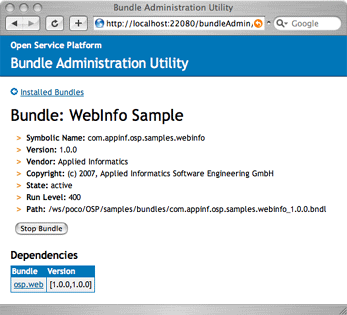 Bundle Administration Utility
http://localhost:22080/bundleAdmin,
Google
Open Service Platform
Bundle Administration Utility
Installed Bundles
Bundle: WebInfo Sample
> Symbolic Name: com.appinf.osp.samples.webinfo
> Version: 1.0.0
> Vendor: Applied Informatics
> Copyright: (c) 2007, Applied Informatics Software Engineering GmbH
> State: active
> Run Level: 400
> Path: /ws/poco/OSP/samples/bundles/com.appinf.osp.samples.webinfo_1.0.0.bndl
Stop Bundle
Dependencies
Bundle Version
osp.web [1.0.0,1.0.0]